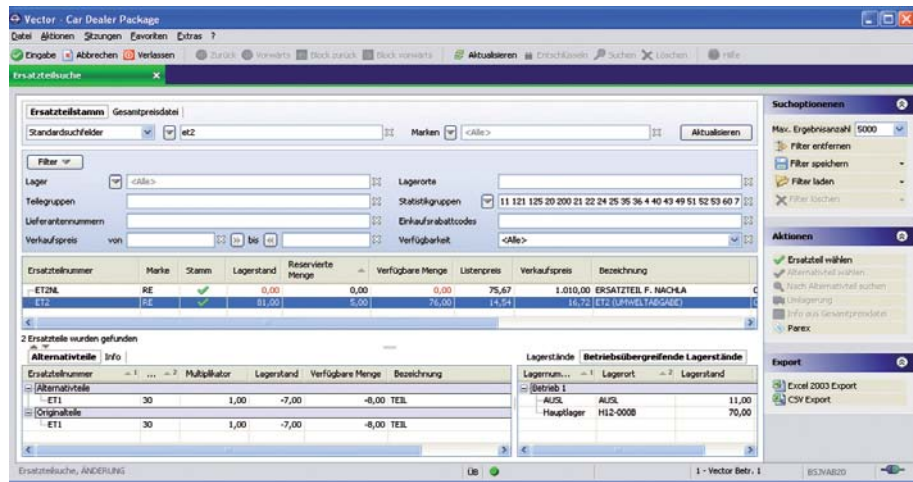 Vector - Car Dealer Package
Datei Aktionen Sitzungen Favoriten Extras ?
Eingabe Abbrechen Verlassen Zurück Vorwärts Block zurück Block vorwärts Aktualisieren Entschlüsseln Suchen Löschen Hilfe
Ersatzteilsuche
Ersatzteilstamm Gesamtpreisdatei
Standardsuchfelder et2 Marken <Alle> Aktualisieren
Filter
Lager <Alle> Lagerorte
Teilegruppen Statistikgruppen 11 121 125 20 200 21 22 24 25 35 36 4 40 43 49 51 52 53 60 7
Lieferantennummern Einkaufsrabattcodes
Verkaufspreis von bis Verfügbarkeit <Alle>
Ersatzteilnummer Marke Stamm Lagerstand Reservierte Menge Verfügbare Menge Listenpreis Verkaufspreis Bezeichnung
ET2NL RE 0,00 0,00 0,00 75,67 1.010,00 ERSATZTEIL F. NACHLA
ET2 RE 81,00 5,00 76,00 14,54 16,72 ET2 (UMWELTABGABE)
2 Ersatzteile wurden gefunden
Alternativteile Info
Ersatzteilnummer 1 ... 2 Multiplikator Lagerstand Verfügbare Menge Bezeichnung
Alternativteile
ET1 30 1,00 -7,00 -8,00 TEIL
Originalteile
ET1 30 1,00 -7,00 -8,00 TEIL
Lagerstände Betriebsübergreifende Lagerstände
Lagernum... 1 Lagerort 2 Lagerstand
Betrieb 1
AUSL AUSL 11,00
Hauptlager H12-000B 70,00
Suchoptionenen
Max. Ergebnisanzahl 5000
Filter entfernen
Filter speichern
Filter laden
Filter löschen
Aktionen
Ersatzteil wählen
Alternativteil wählen
Nach Alternativteil suchen
Umlagerung
Info aus Gesamtpreisdatei
Parex
Export
Excel 2003 Export
CSV Export
Ersatzteilsuche, ÄNDERUNG ÜB 1 - Vector Betr. 1 BSJVAB20